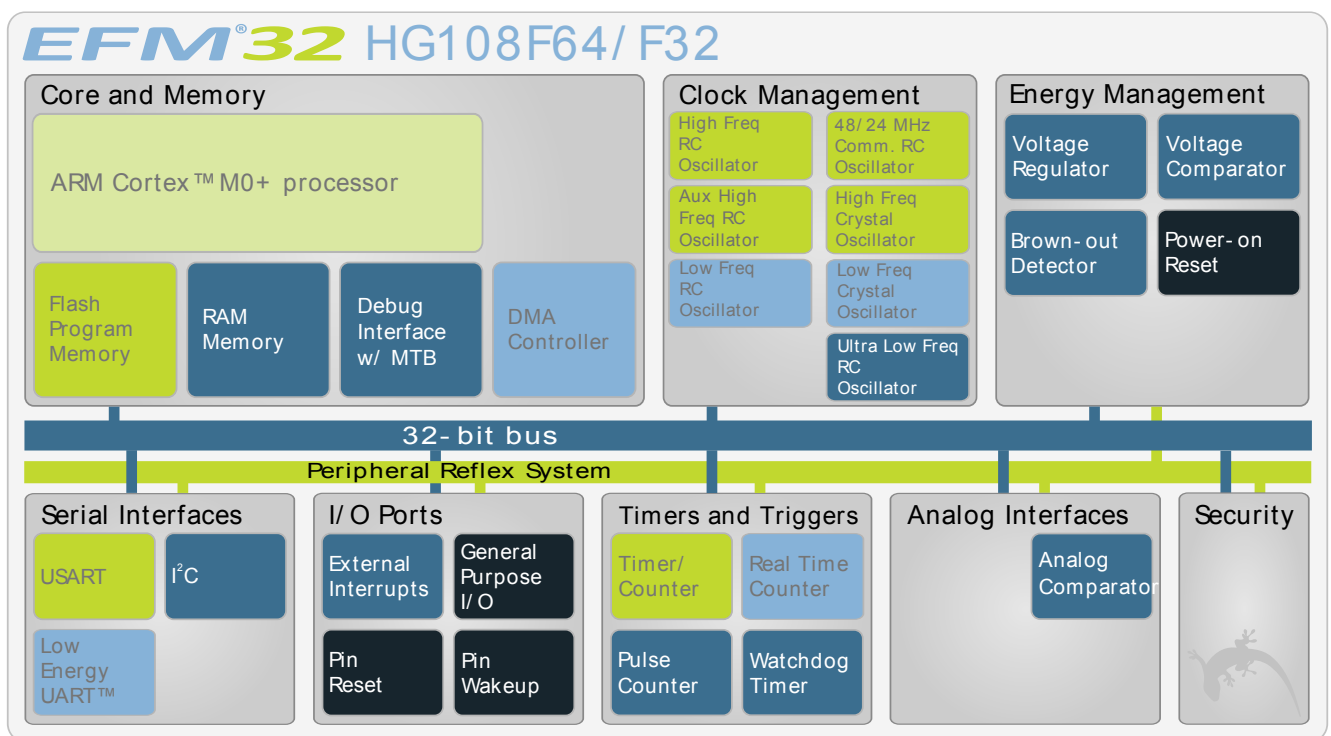 EFM®32 HG108F64/ F32
Core and Memory
ARM Cortex™ M0+ processor
Flash
Program
Memory
RAM
Memory
Debug
Interface
w/ MTB
DMA
Controller
Clock Management
High Freq
RC
Oscillator
48/24 MHz
Comm. RC
Oscillator
Aux High
Freq RC
Oscillator
High Freq
Crystal
Oscillator
Low Freq
RC
Oscillator
Low Freq
Crystal
Oscillator
Ultra Low Freq
RC
Oscillator
Energy Management
Voltage
Regulator
Voltage
Comparator
Brown-out
Detector
Power-on
Reset
32-bit bus
Peripheral Reflex System
Serial Interfaces
USART
I²C
Low
Energy
UART™
I/O Ports
External
Interrupts
General
Purpose
I/O
Pin
Reset
Pin
Wakeup
Timers and Triggers
Timer/
Counter
Real Time
Counter
Pulse
Counter
Watchdog
Timer
Analog Interfaces
Analog
Comparator
Security